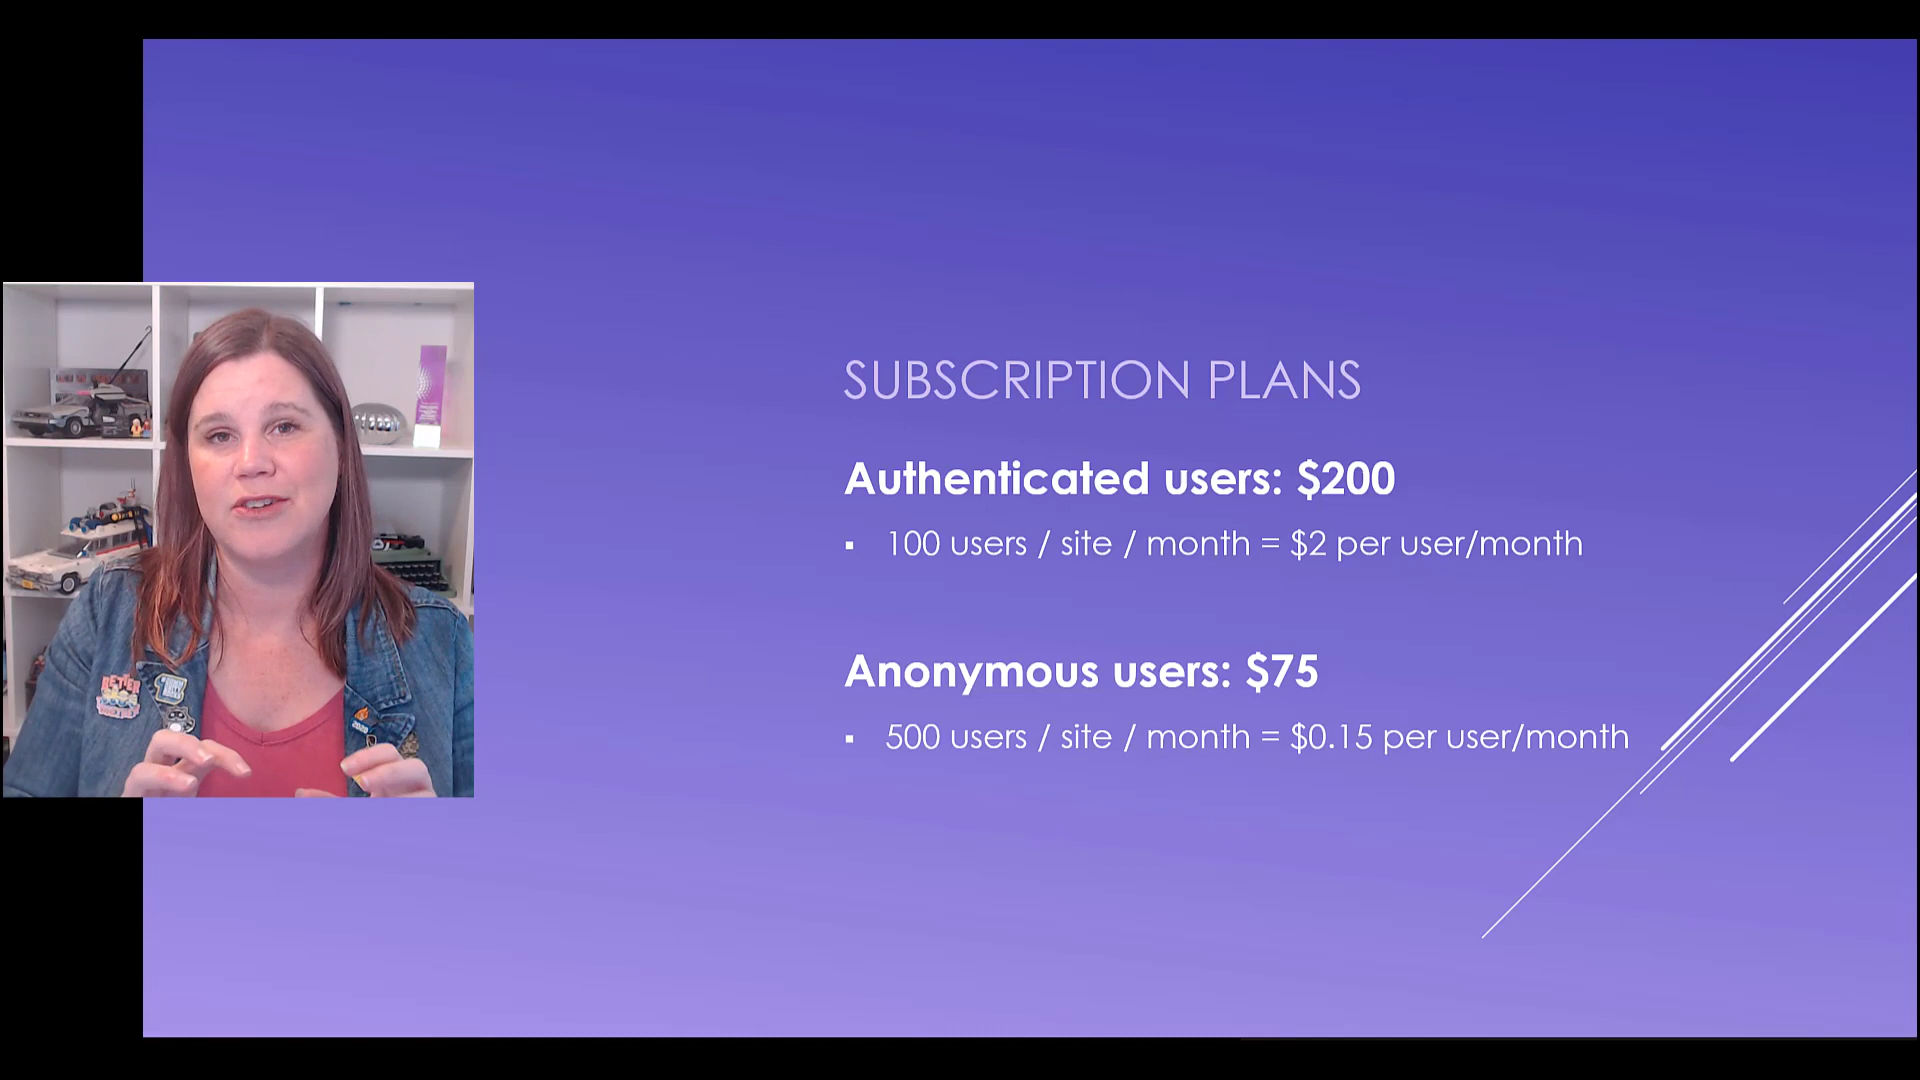 SUBSCRIPTION PLANS
Authenticated users: $200
▪ 100 users / site / month = $2 per user/month
Anonymous users: $75
▪ 500 users / site / month = $0.15 per user/month